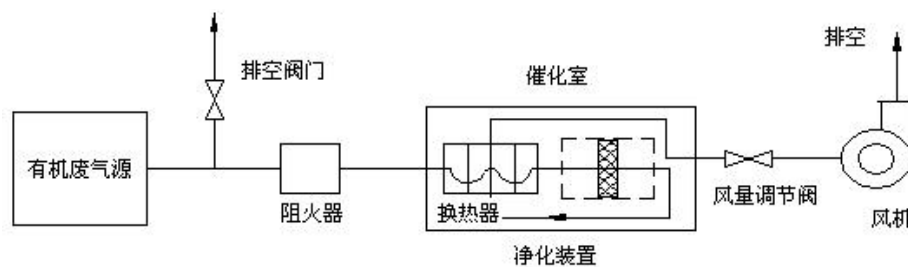 排空
排空阀门
催化室
有机废气源
阻火器
换热器
风量调节阀
风机
净化装置